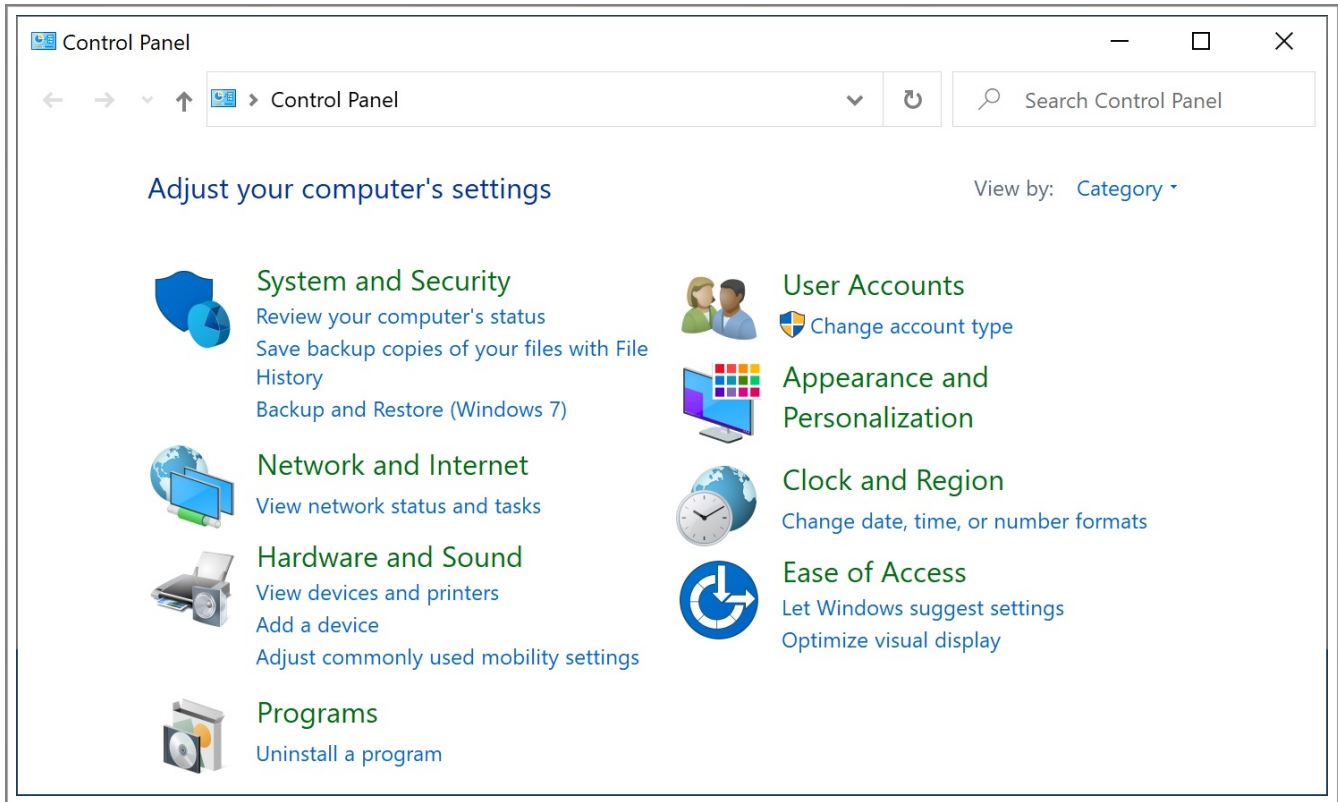 Control Panel
Control Panel
Search Control Panel
Adjust your computer's settings
View by: Category
System and Security
Review your computer's status
Save backup copies of your files with File
History
Backup and Restore (Windows 7)
Network and Internet
View network status and tasks
Hardware and Sound
View devices and printers
Add a device
Adjust commonly used mobility settings
Programs
Uninstall a program
User Accounts
Change account type
Appearance and
Personalization
Clock and Region
Change date, time, or number formats
Ease of Access
Let Windows suggest settings
Optimize visual display